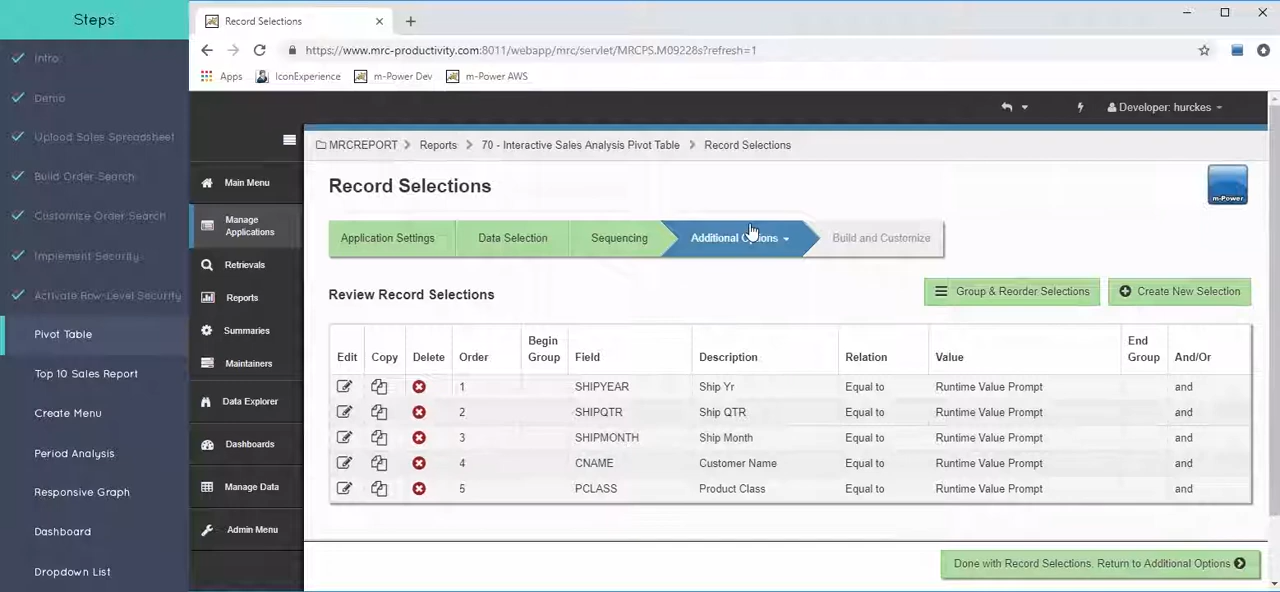 Steps
Intro
Demo
Upload Sales Spreadsheet
Build Order Search
Customize Order Search
Implement Security
Activate Row-Level Security
Pivot Table
Top 10 Sales Report
Create Menu
Period Analysis
Responsive Graph
Dashboard
Dropdown List
Record Selections
https://www.mrc-productivity.com:8011/webapp/mrc/servlet/MRCPS.M09228s?refresh=1
Apps IconExperience m-Power Dev m-Power AWS
Developer: hurckes
MRCREPORT Reports 70 - Interactive Sales Analysis Pivot Table Record Selections
Main Menu
Manage Applications
Retrievals
Reports
Summaries
Maintainers
Data Explorer
Dashboards
Manage Data
Admin Menu
Record Selections
m-Power
Application Settings Data Selection Sequencing Additional Options Build and Customize
Review Record Selections
Group & Reorder Selections Create New Selection
Edit Copy Delete Order Begin Group Field Description Relation Value End Group And/Or
1 SHIPYEAR Ship Yr Equal to Runtime Value Prompt and
2 SHIPQTR Ship QTR Equal to Runtime Value Prompt and
3 SHIPMONTH Ship Month Equal to Runtime Value Prompt and
4 CNAME Customer Name Equal to Runtime Value Prompt and
5 PCLASS Product Class Equal to Runtime Value Prompt and
Done with Record Selections, Return to Additional Options